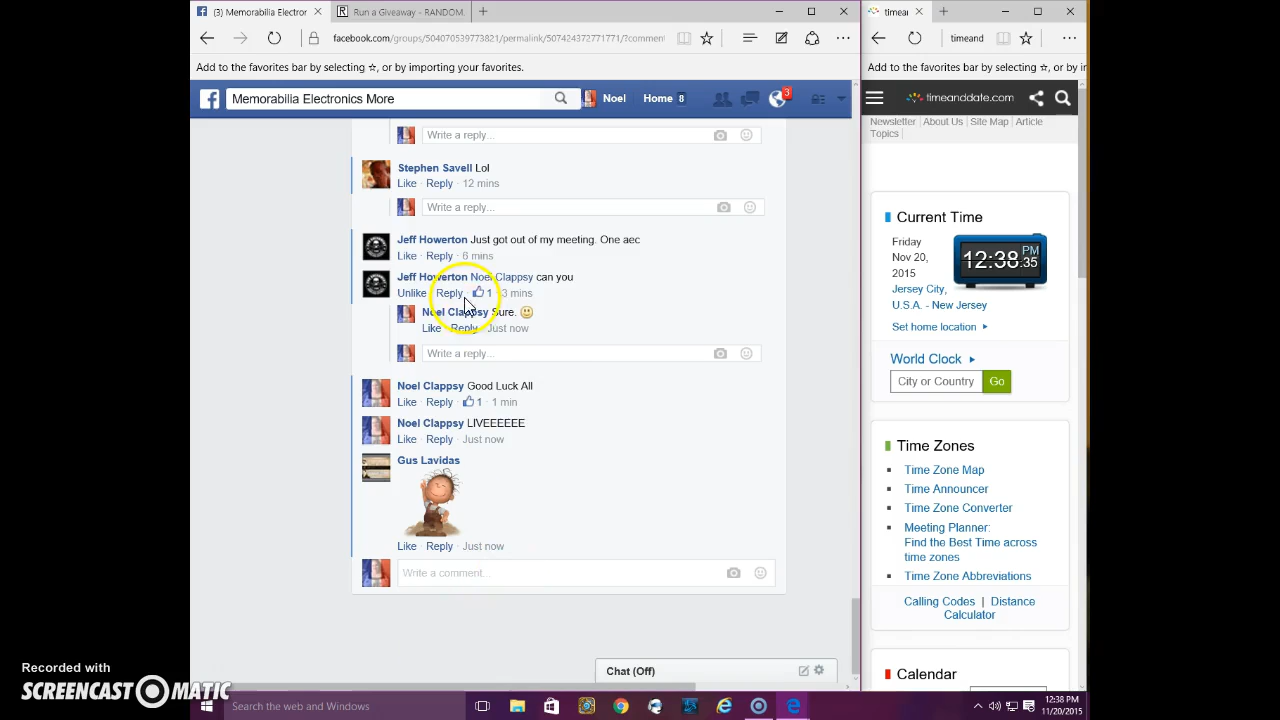 (3) Memorabilia Electror
Run a Giveaway - RANDOM.
timeand
facebook.com/groups/504070539773821/permalink/507424372771771/?comment
timeand
Add to the favorites bar by selecting ☆, or by importing your favorites.
Add to the favorites bar by selecting ☆, or by im
Memorabilia Electronics More
Noel
Home 8
3
timeanddate.com
Newsletter | About Us | Site Map | Article
Topics |
Write a reply...
Stephen Savell Lol
Like · Reply · 12 mins
Write a reply...
Jeff Howerton Just got out of my meeting. One aec
Like · Reply · 6 mins
Jeff Howerton Noel Clappsy can you
Unlike · Reply · 1 · 3 mins
Noel Clappsy Sure.
Like · Reply · Just now
Write a reply...
Noel Clappsy Good Luck All
Like · Reply · 1 · 1 min
Noel Clappsy LIVEEEEEE
Like · Reply · Just now
Gus Lavidas
Like · Reply · Just now
Write a comment...
Chat (Off)
Current Time
Friday
Nov 20,
2015
Jersey City,
U.S.A. - New Jersey
12:38.35 PM
Set home location
World Clock
City or Country
Go
Time Zones
Time Zone Map
Time Announcer
Time Zone Converter
Meeting Planner:
Find the Best Time across
time zones
Time Zone Abbreviations
Calling Codes | Distance
Calculator
Calendar
Recorded with
SCREENCAST-O-MATIC
Search the web and Windows
12:38 PM
11/20/2015